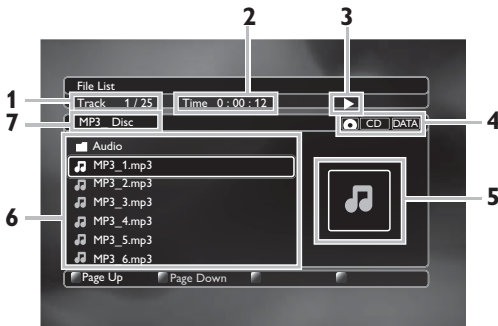 2 3
File List
1 Track 1 / 25 Time 0 : 00 : 12
7 MP3_ Disc CD DATA 4
Audio
MP3_1.mp3
MP3_2.mp3
MP3_3.mp3 5
6 MP3_4.mp3
MP3_5.mp3
MP3_6.mp3
Page Up Page Down